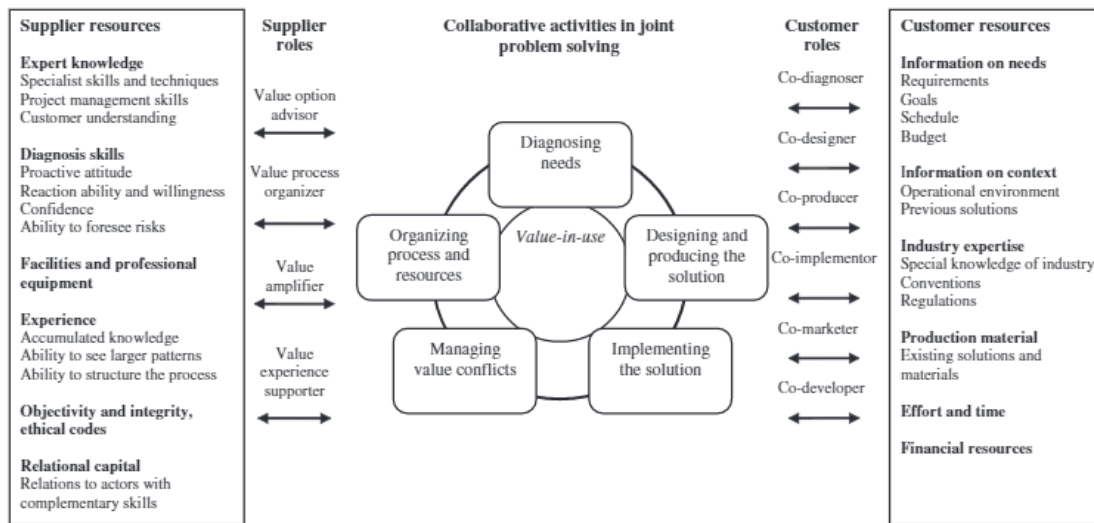 Supplier resources
Expert knowledge
Specialist skills and techniques
Project management skills
Customer understanding
Diagnosis skills
Proactive attitude
Reaction ability and willingness
Confidence
Ability to foresee risks
Facilities and professional
equipment
Experience
Accumulated knowledge
Ability to see larger patterns
Ability to structure the process
Objectivity and integrity,
ethical codes
Relational capital
Relations to actors with
complementary skills
Supplier
roles
Value option
advisor
Value process
organizer
Value
amplifier
Value
experience
supporter
Collaborative activities in joint
problem solving
Diagnosing
needs
Organizing
process and
resources
Value-in-use
Designing and
producing the
solution
Managing
value conflicts
Implementing
the solution
Customer
roles
Co-diagnoser
Co-designer
Co-producer
Co-implementor
Co-marketer
Co-developer
Customer resources
Information on needs
Requirements
Goals
Schedule
Budget
Information on context
Operational environment
Previous solutions
Industry expertise
Special knowledge of industry
Conventions
Regulations
Production material
Existing solutions and
materials
Effort and time
Financial resources